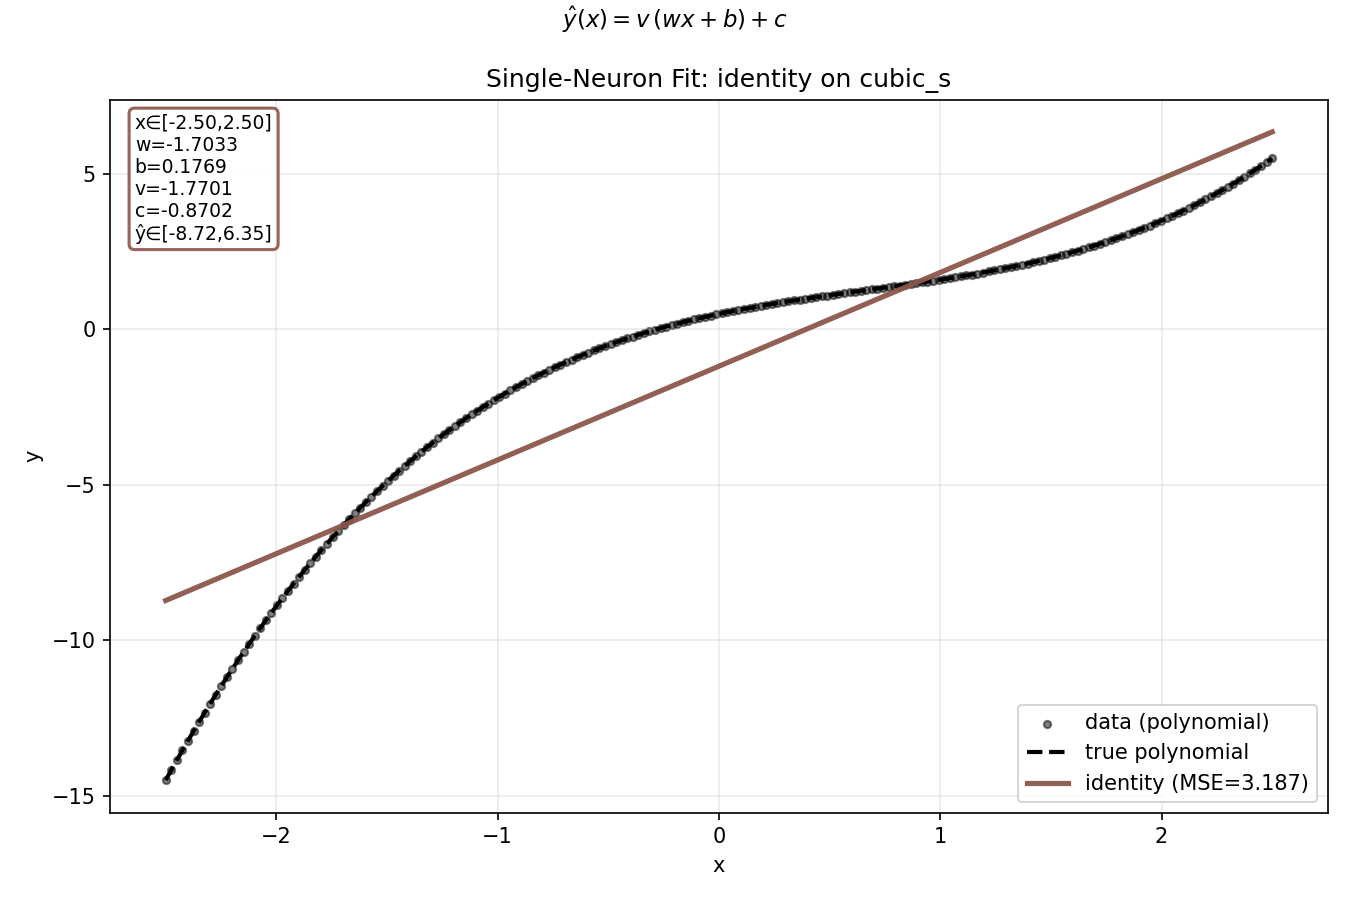 ŷ(x) = v (wx + b) + c
Single-Neuron Fit: identity on cubic_s
x∈[-2.50,2.50]
w=-1.7033
b=0.1769
v=-1.7701
c=-0.8702
ŷ∈[-8.72,6.35]
5
0
−5
−10
−15
y
data (polynomial)
true polynomial
identity (MSE=3.187)
−2 −1 0 1 2
x